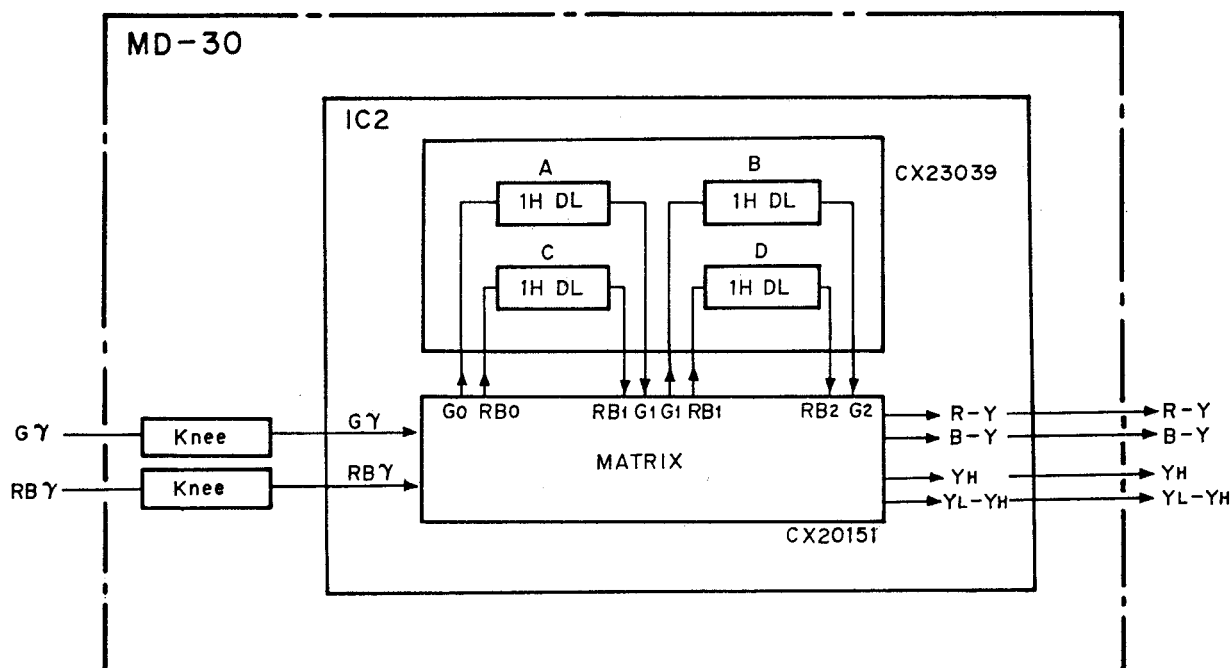 MD-30
IC2
CX23039
A
B
1H DL
1H DL
C
D
1H DL
1H DL
G0 RB0 RB1 G1 G1 RB1 RB2 G2
Gγ
Knee
Gγ
RBγ
Knee
RBγ
MATRIX
R-Y
R-Y
B-Y
B-Y
YH
YH
YL-YH
YL-YH
CX20151